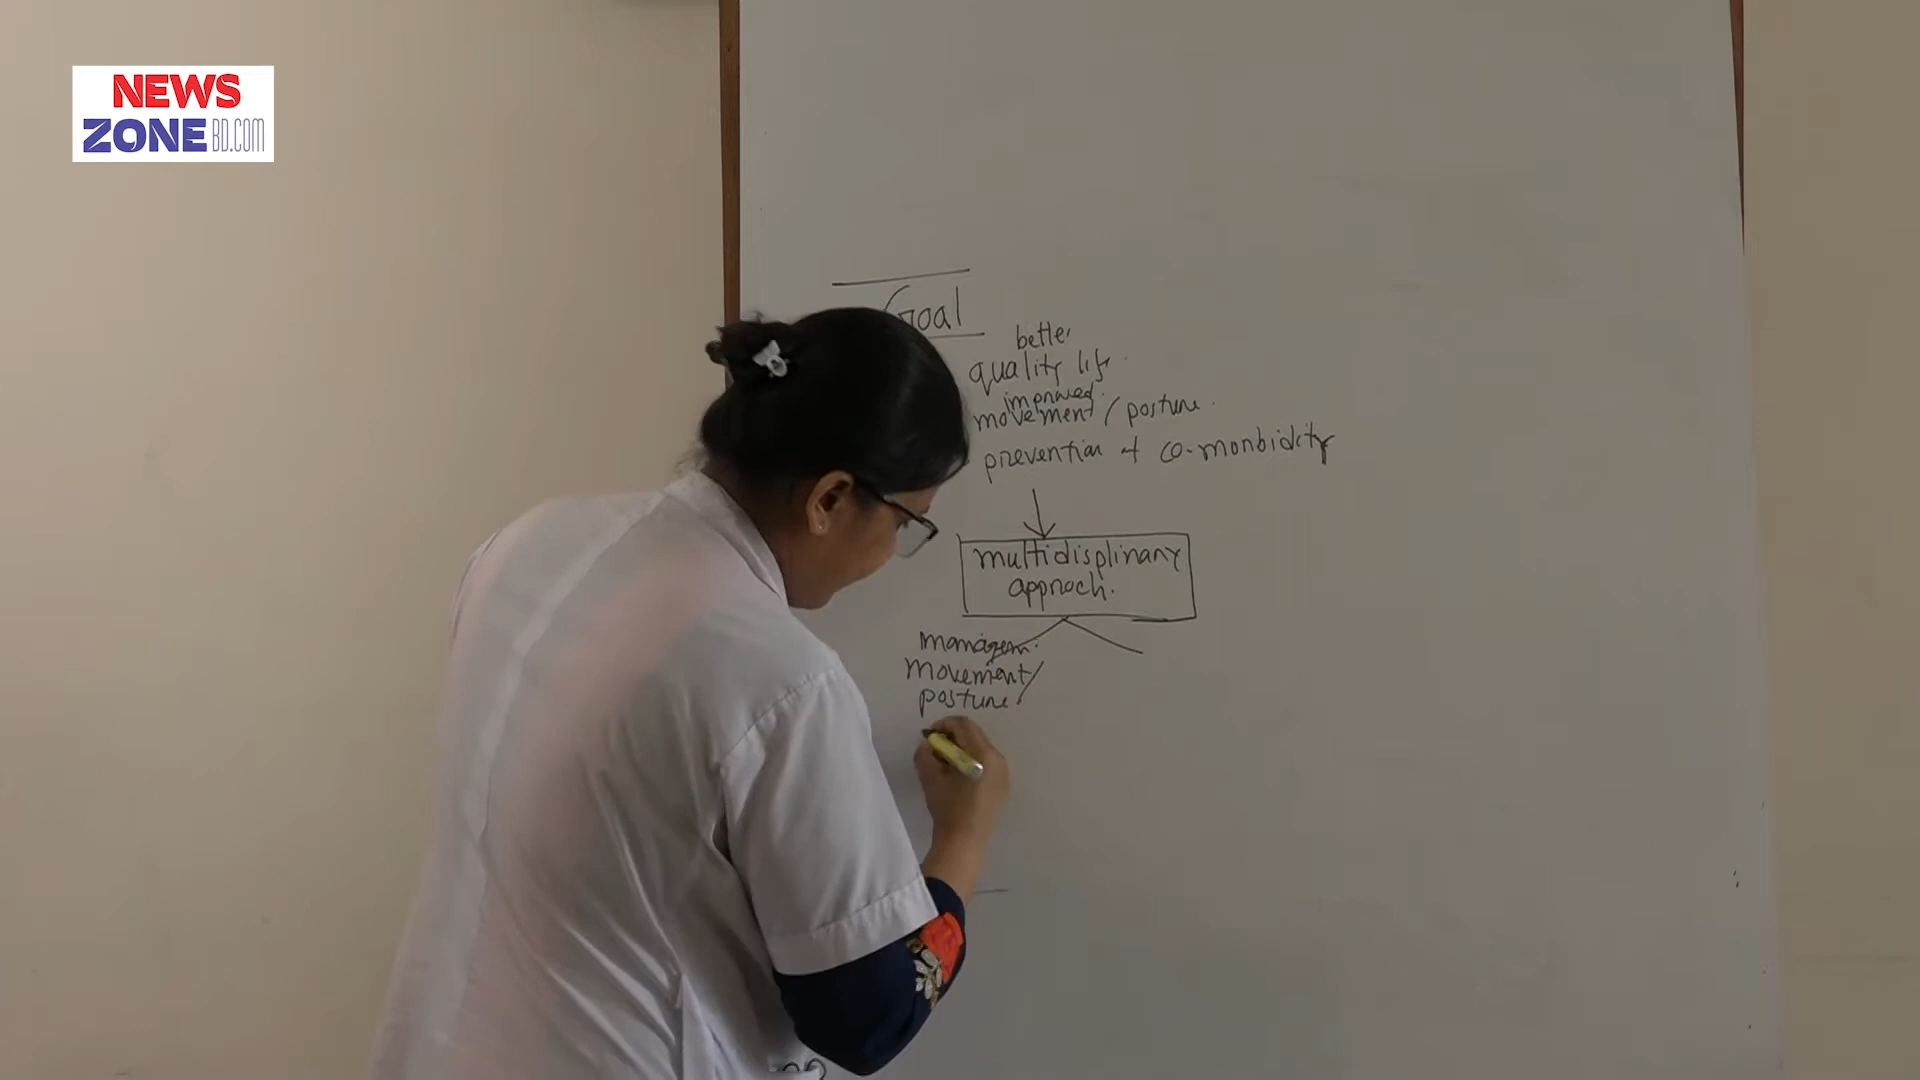 NEWS
ZONE BD.COM
Goal
better
quality life
improved
movement / posture
prevention of co-morbidity
multidisplinary
approch.
managem.
movement/
posture